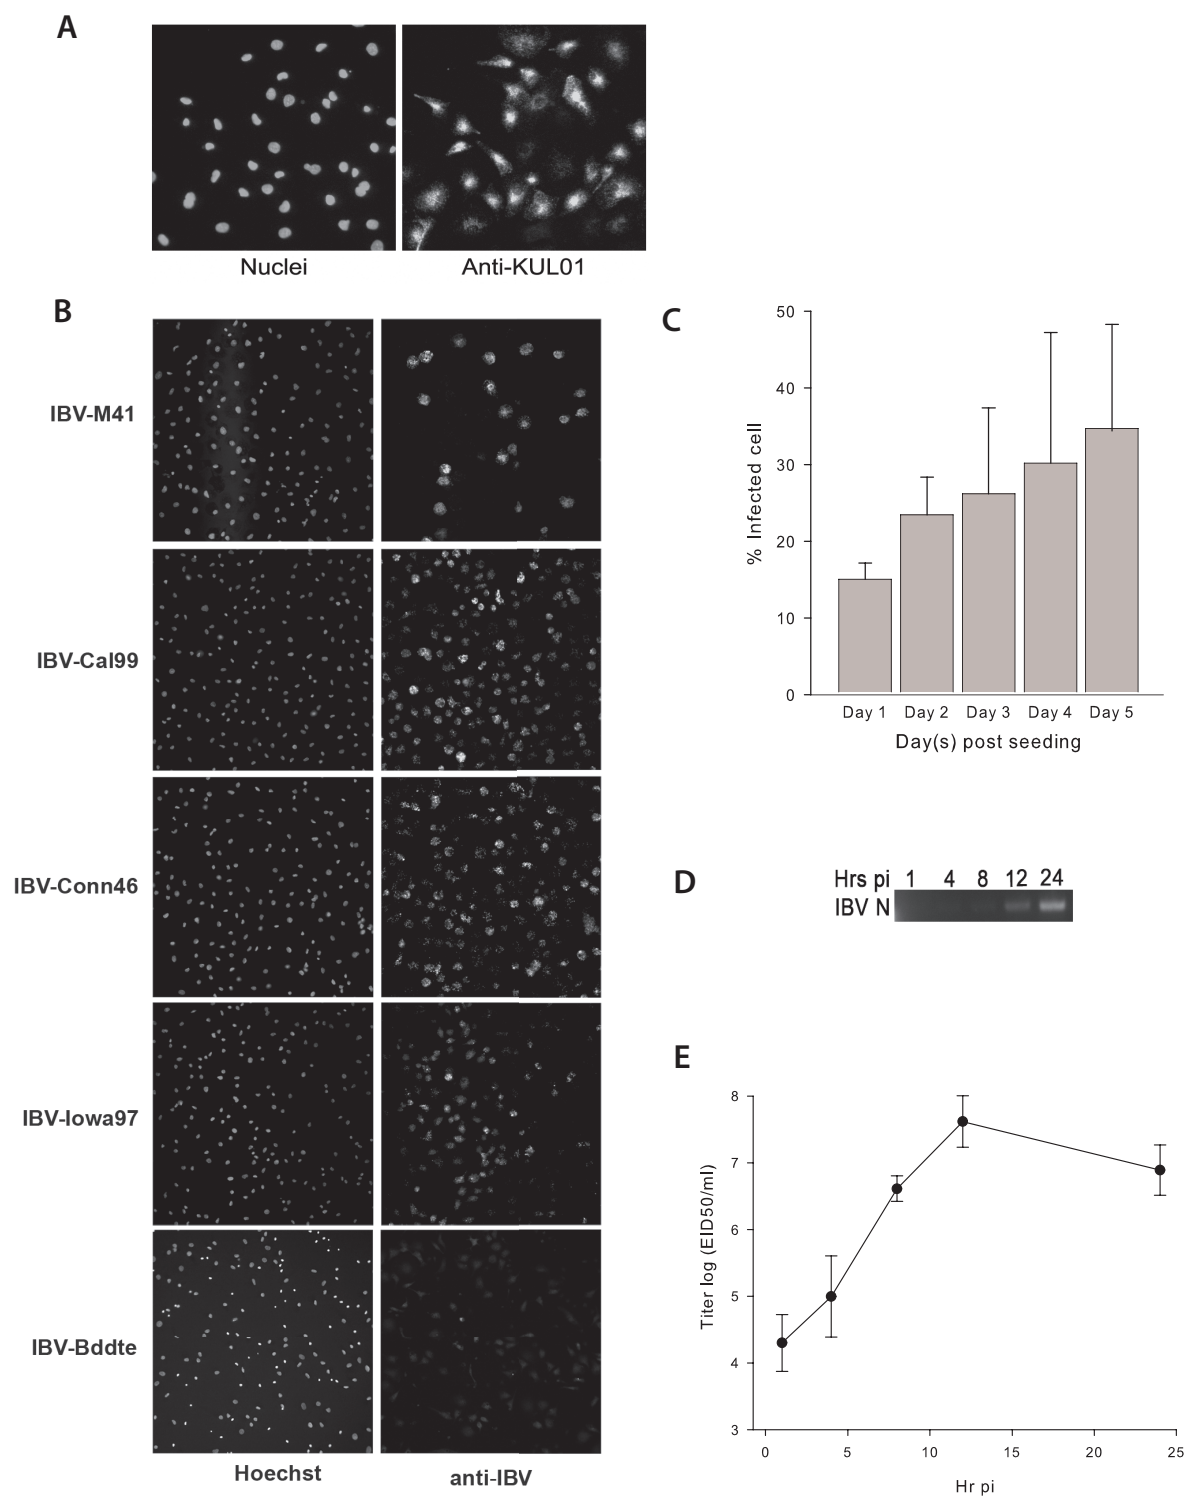 A
Nuclei
Anti-KUL01
B
IBV-M41
IBV-Cal99
IBV-Conn46
IBV-Iowa97
IBV-Bddte
Hoechst
anti-IBV
C
% Infected cell
50
40
30
20
10
0
Day 1 Day 2 Day 3 Day 4 Day 5
Day(s) post seeding
D
Hrs pi 1 4 8 12 24
IBV N
E
Titer log (EID50/ml)
8
7
6
5
4
3
0 5 10 15 20 25
Hr pi